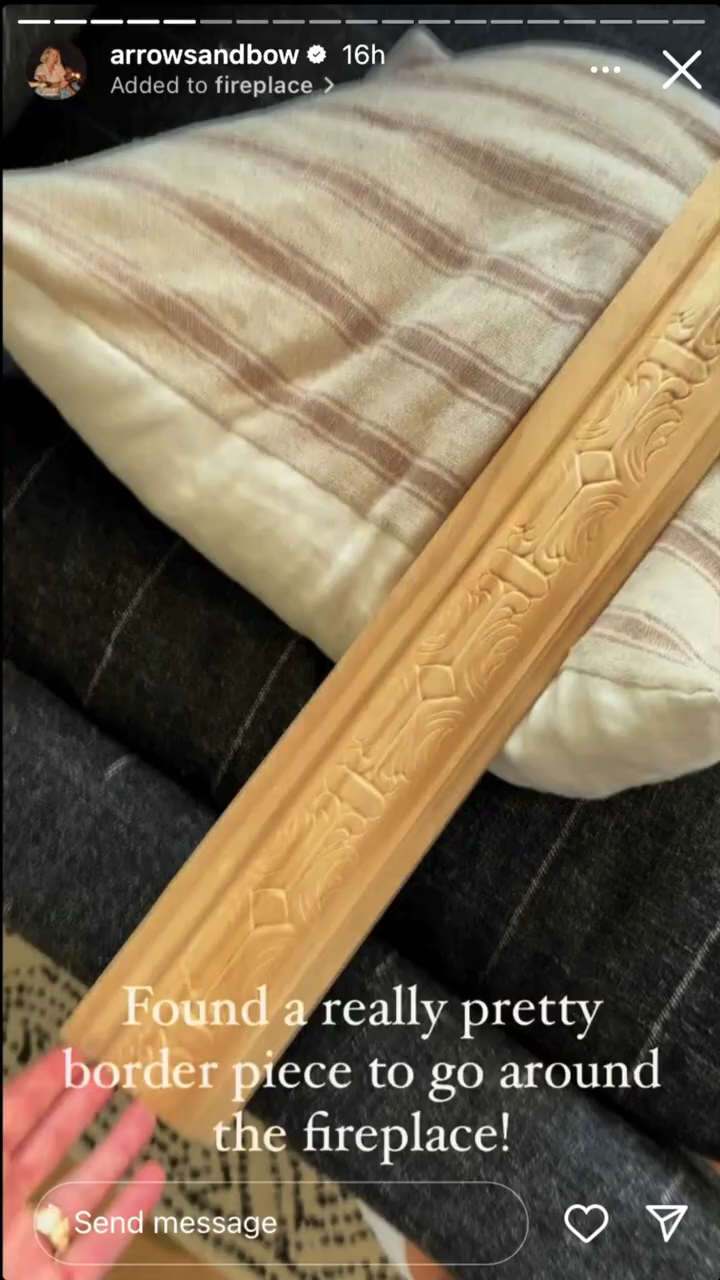 arrowsandbow 16h
Added to fireplace >
Found a really pretty
border piece to go around
the fireplace!
Send message